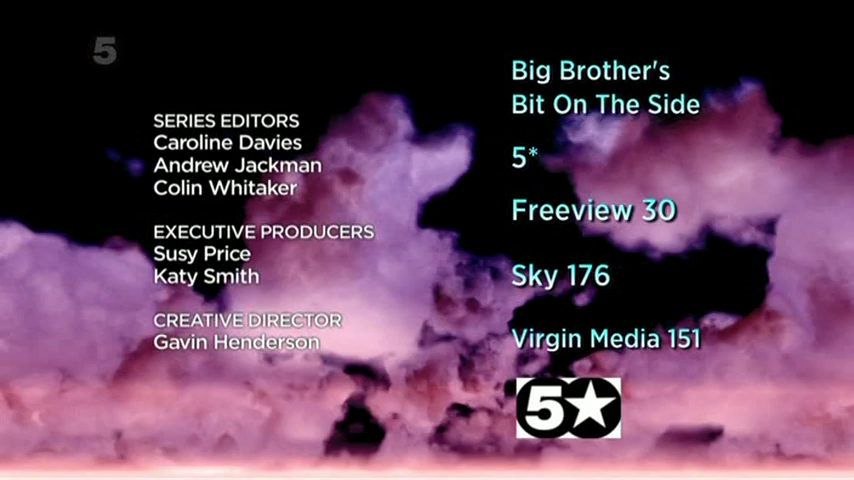 5
SERIES EDITORS
Caroline Davies
Andrew Jackman
Colin Whitaker
EXECUTIVE PRODUCERS
Susy Price
Katy Smith
CREATIVE DIRECTOR
Gavin Henderson
Big Brother's
Bit On The Side
5*
Freeview 30
Sky 176
Virgin Media 151
5★